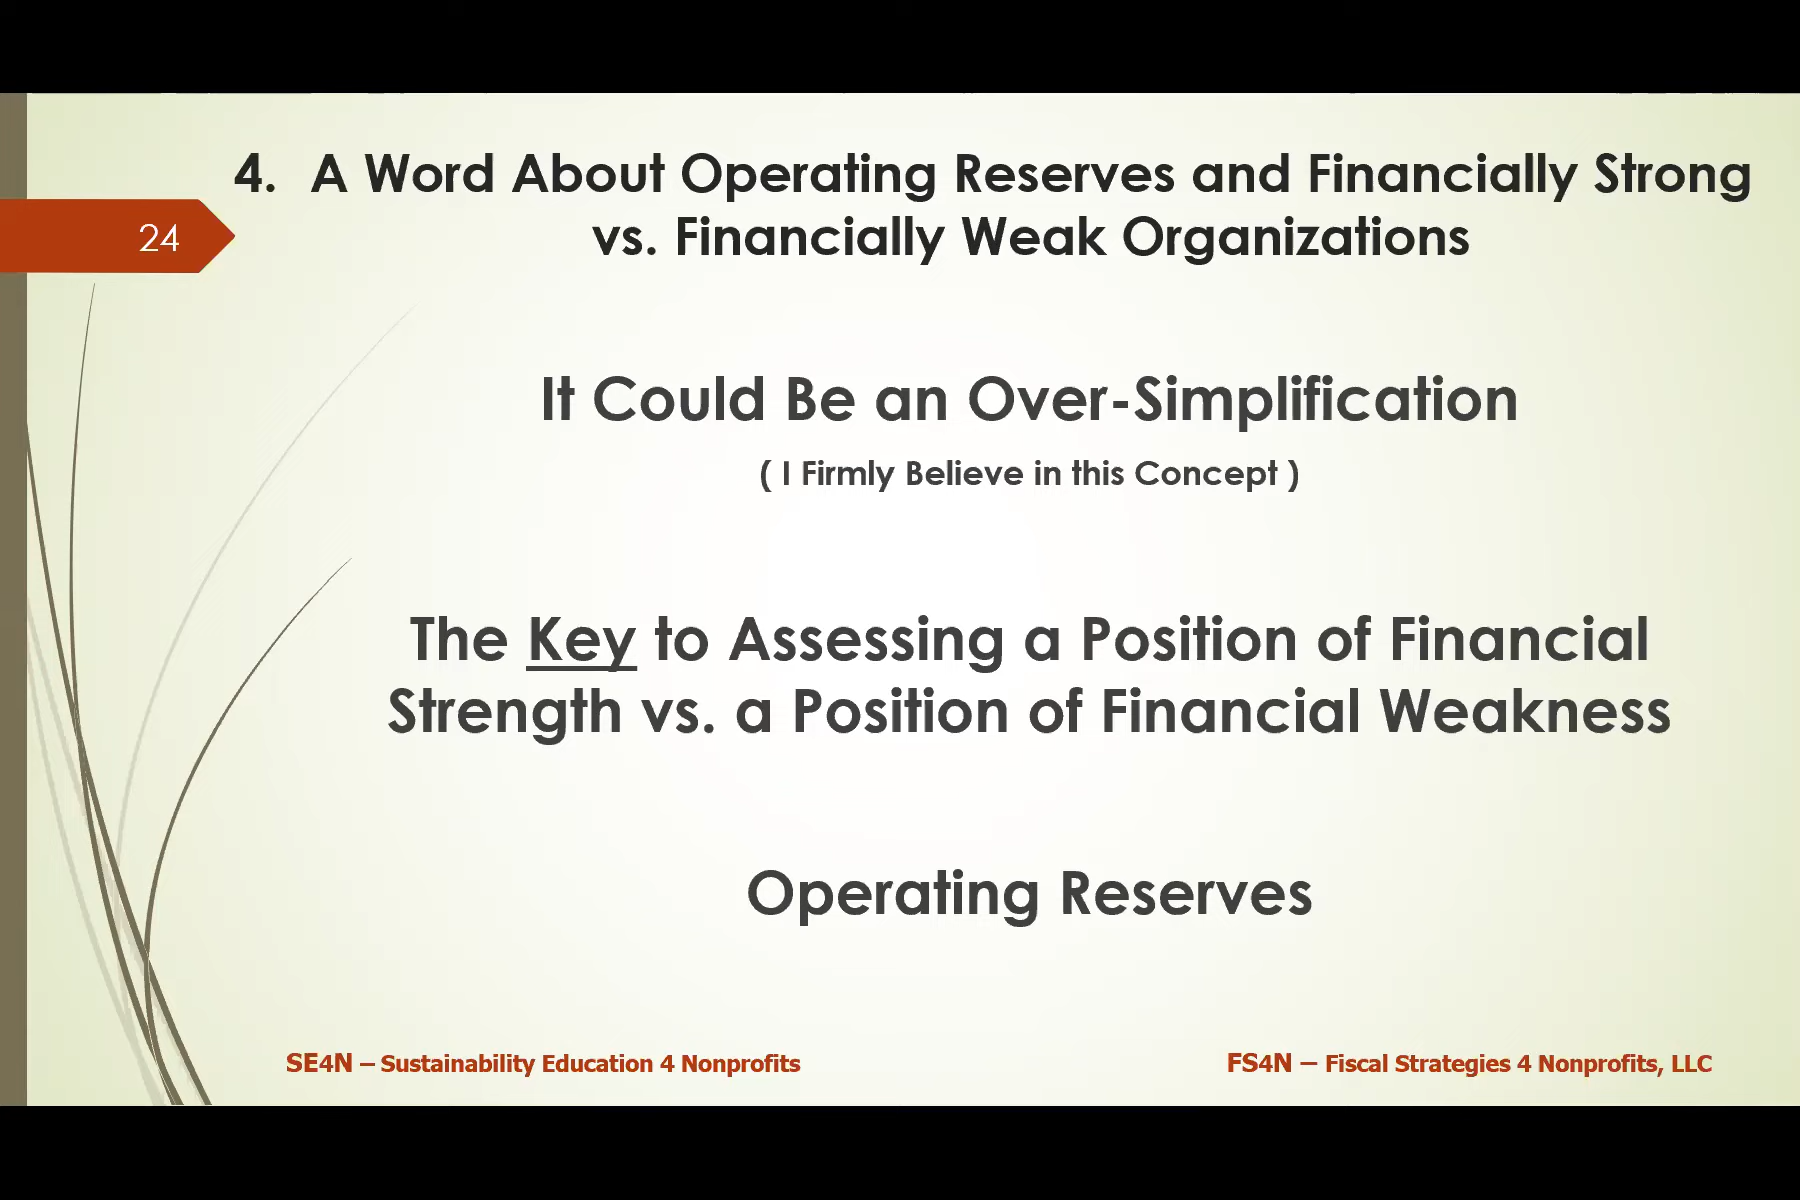 4. A Word About Operating Reserves and Financially Strong
vs. Financially Weak Organizations
24
It Could Be an Over-Simplification
( I Firmly Believe in this Concept )
The Key to Assessing a Position of Financial
Strength vs. a Position of Financial Weakness
Operating Reserves
SE4N – Sustainability Education 4 Nonprofits
FS4N – Fiscal Strategies 4 Nonprofits, LLC